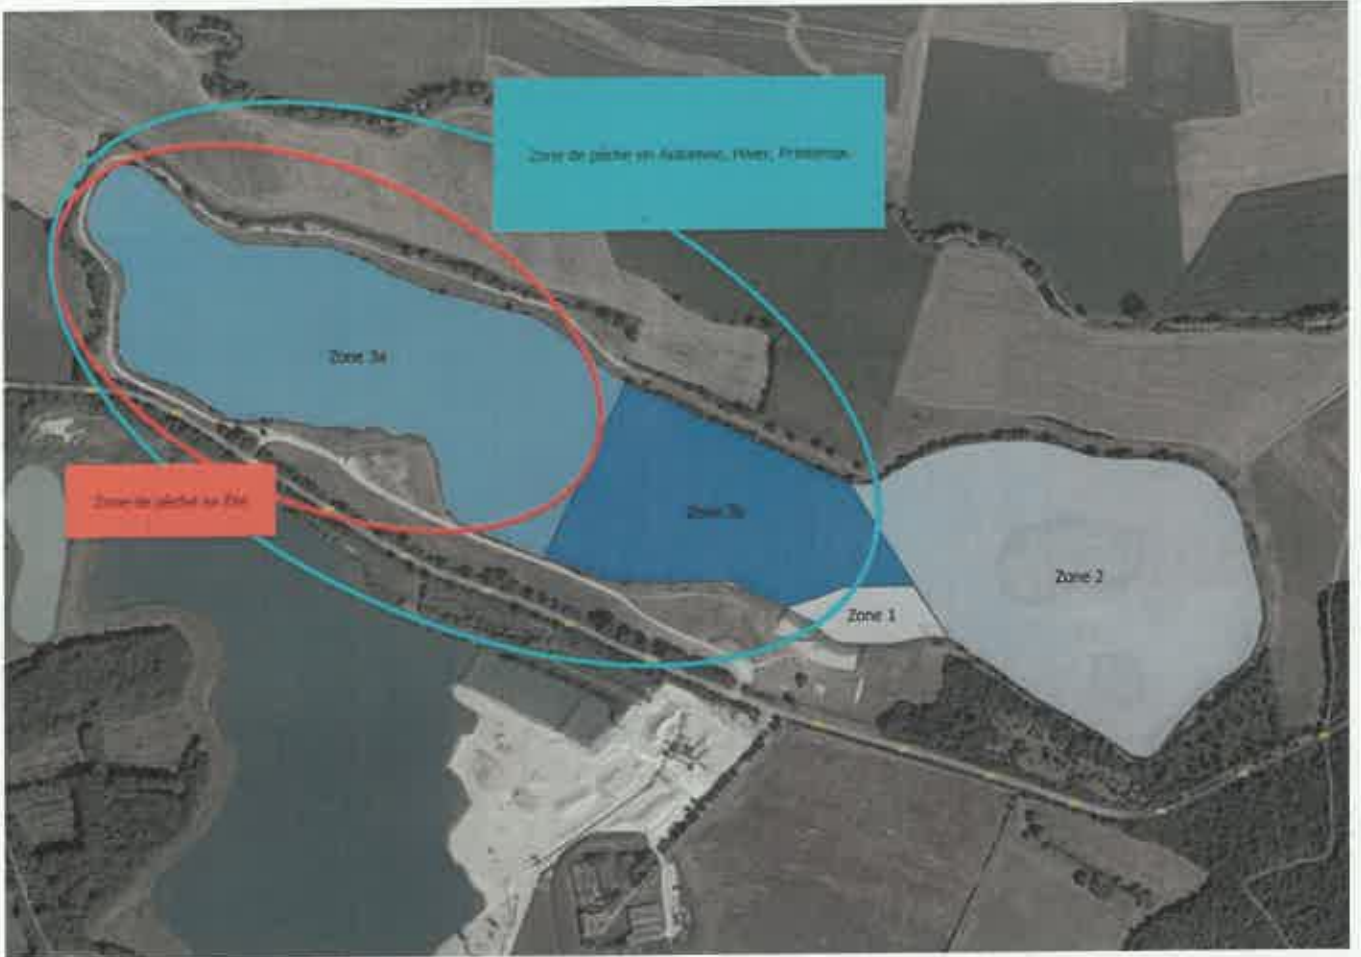 Zone de pêche en Automne, Hiver, Printemps
Zone 3a
Zone de pêche en Eté
Zone 3b
Zone 2
Zone 1